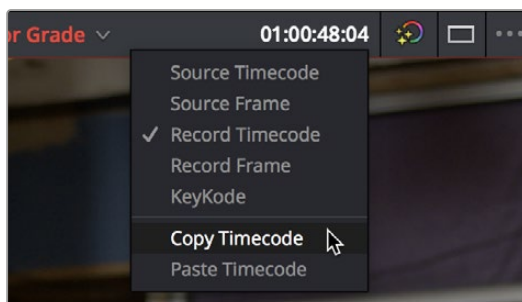 r Grade 01:00:48:04
Source Timecode
Source Frame
Record Timecode
Record Frame
KeyKode
Copy Timecode
Paste Timecode